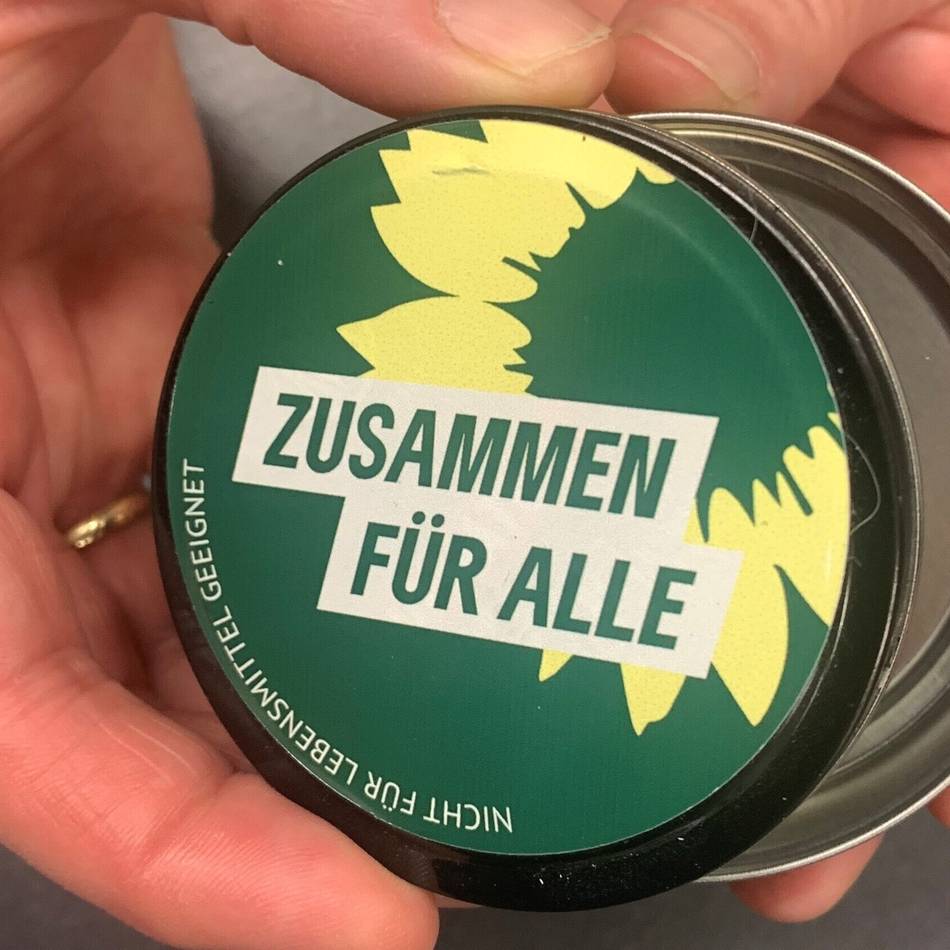 ZUSAMMEN
FÜR ALLE
NICHT FÜR LEBENSMITTEL GEEIGNET